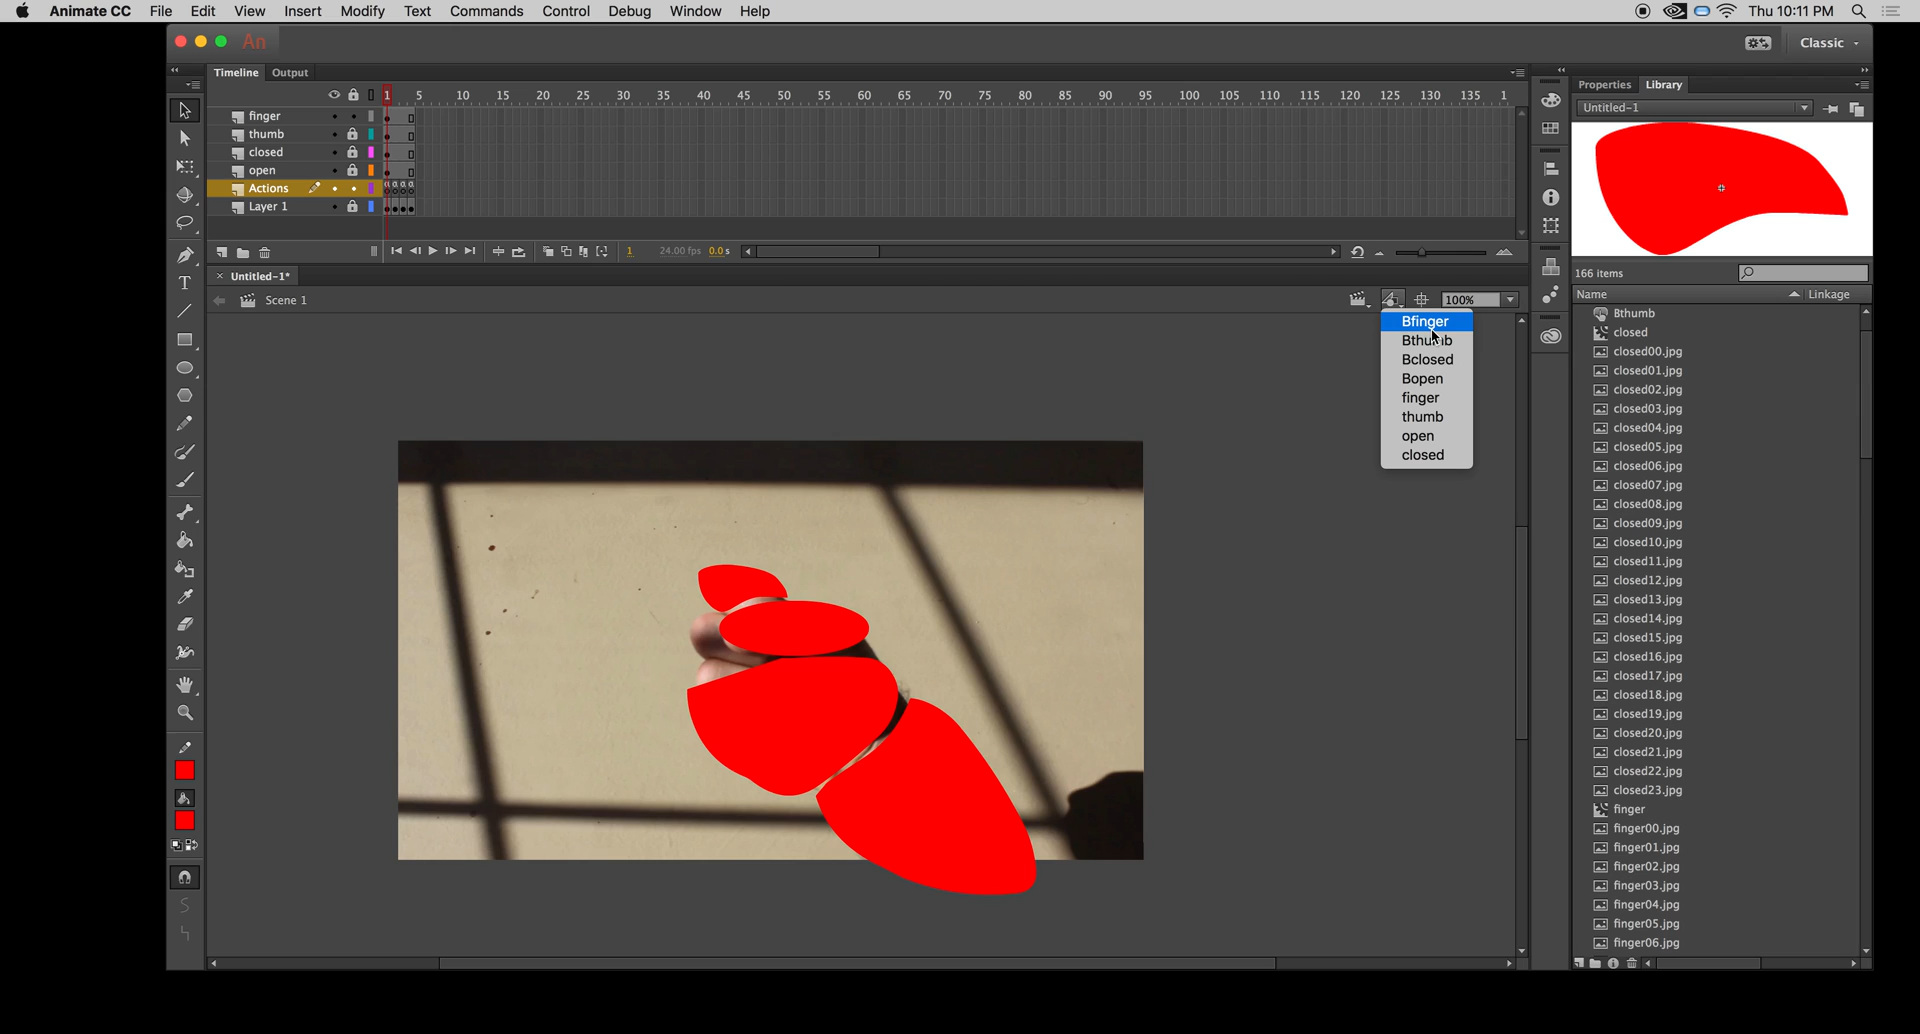 Animate CC File Edit View Insert Modify Text Commands Control Debug Window Help Thu 10:11 PM
An Classic
Timeline Output
Properties Library
1 5 10 15 20 25 30 35 40 45 50 55 60 65 70 75 80 85 90 95 100 105 110 115 120 125 130 135 1
Untitled-1
finger
thumb
closed
open
Actions
Layer 1
1 24.00 fps 0.0 s
Untitled-1*
Scene 1
100%
166 items
Name Linkage
Bfinger
Bthumb
Bclosed
Bopen
finger
thumb
open
closed
Bthumb
closed
closed00.jpg
closed01.jpg
closed02.jpg
closed03.jpg
closed04.jpg
closed05.jpg
closed06.jpg
closed07.jpg
closed08.jpg
closed09.jpg
closed10.jpg
closed11.jpg
closed12.jpg
closed13.jpg
closed14.jpg
closed15.jpg
closed16.jpg
closed17.jpg
closed18.jpg
closed19.jpg
closed20.jpg
closed21.jpg
closed22.jpg
closed23.jpg
finger
finger00.jpg
finger01.jpg
finger02.jpg
finger03.jpg
finger04.jpg
finger05.jpg
finger06.jpg